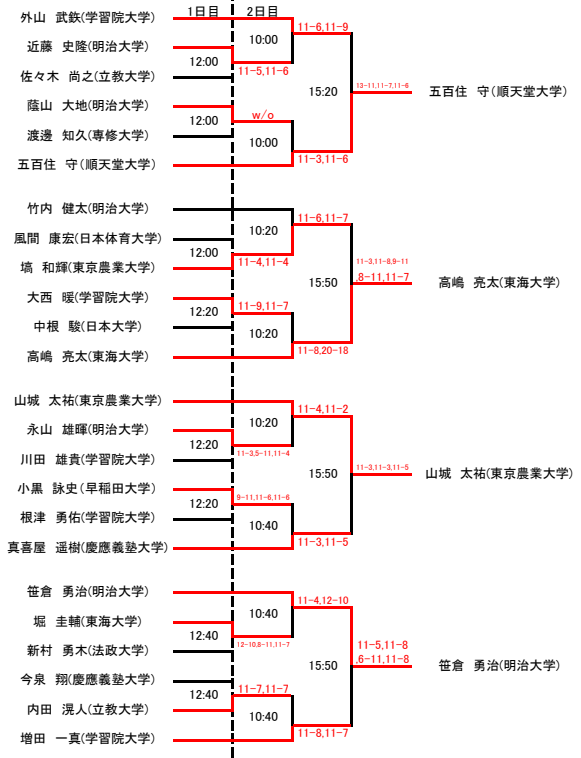 1日目 2日目
外山 武鉄(学習院大学)
11-6,11-9
10:00
近藤 史隆(明治大学)
12:00
11-5,11-6
佐々木 尚之(立教大学)
15:20
13-11,11-7,11-6
五百住 守(順天堂大学)
蔭山 大地(明治大学)
w/o
12:00
渡邊 知久(専修大学)
10:00
11-3,11-6
五百住 守(順天堂大学)
竹内 健太(明治大学)
11-6,11-7
10:20
風間 康宏(日本体育大学)
12:00
11-4,11-4
11-3,11-8,9-11
,8-11,11-7
塙 和輝(東京農業大学)
15:50
高嶋 亮太(東海大学)
大西 暖(学習院大学)
11-9,11-7
12:20
中根 駿(日本大学)
10:20
11-8,20-18
高嶋 亮太(東海大学)
山城 太祐(東京農業大学)
11-4,11-2
10:20
永山 雄暉(明治大学)
12:20
11-3,5-11,11-4
川田 雄貴(学習院大学)
15:50
11-3,11-3,11-5
山城 太祐(東京農業大学)
小黒 詠史(早稲田大学)
9-11,11-6,11-6
12:20
根津 勇佑(学習院大学)
10:40
11-3,11-5
真喜屋 遥樹(慶應義塾大学)
笹倉 勇治(明治大学)
11-4,12-10
10:40
堀 圭輔(東海大学)
12:40
12-10,8-11,11-7
新村 勇木(法政大学)
11-5,11-8
,6-11,11-8
15:50
笹倉 勇治(明治大学)
今泉 翔(慶應義塾大学)
12:40
11-7,11-7
内田 滉人(立教大学)
10:40
11-8,11-7
増田 一真(学習院大学)